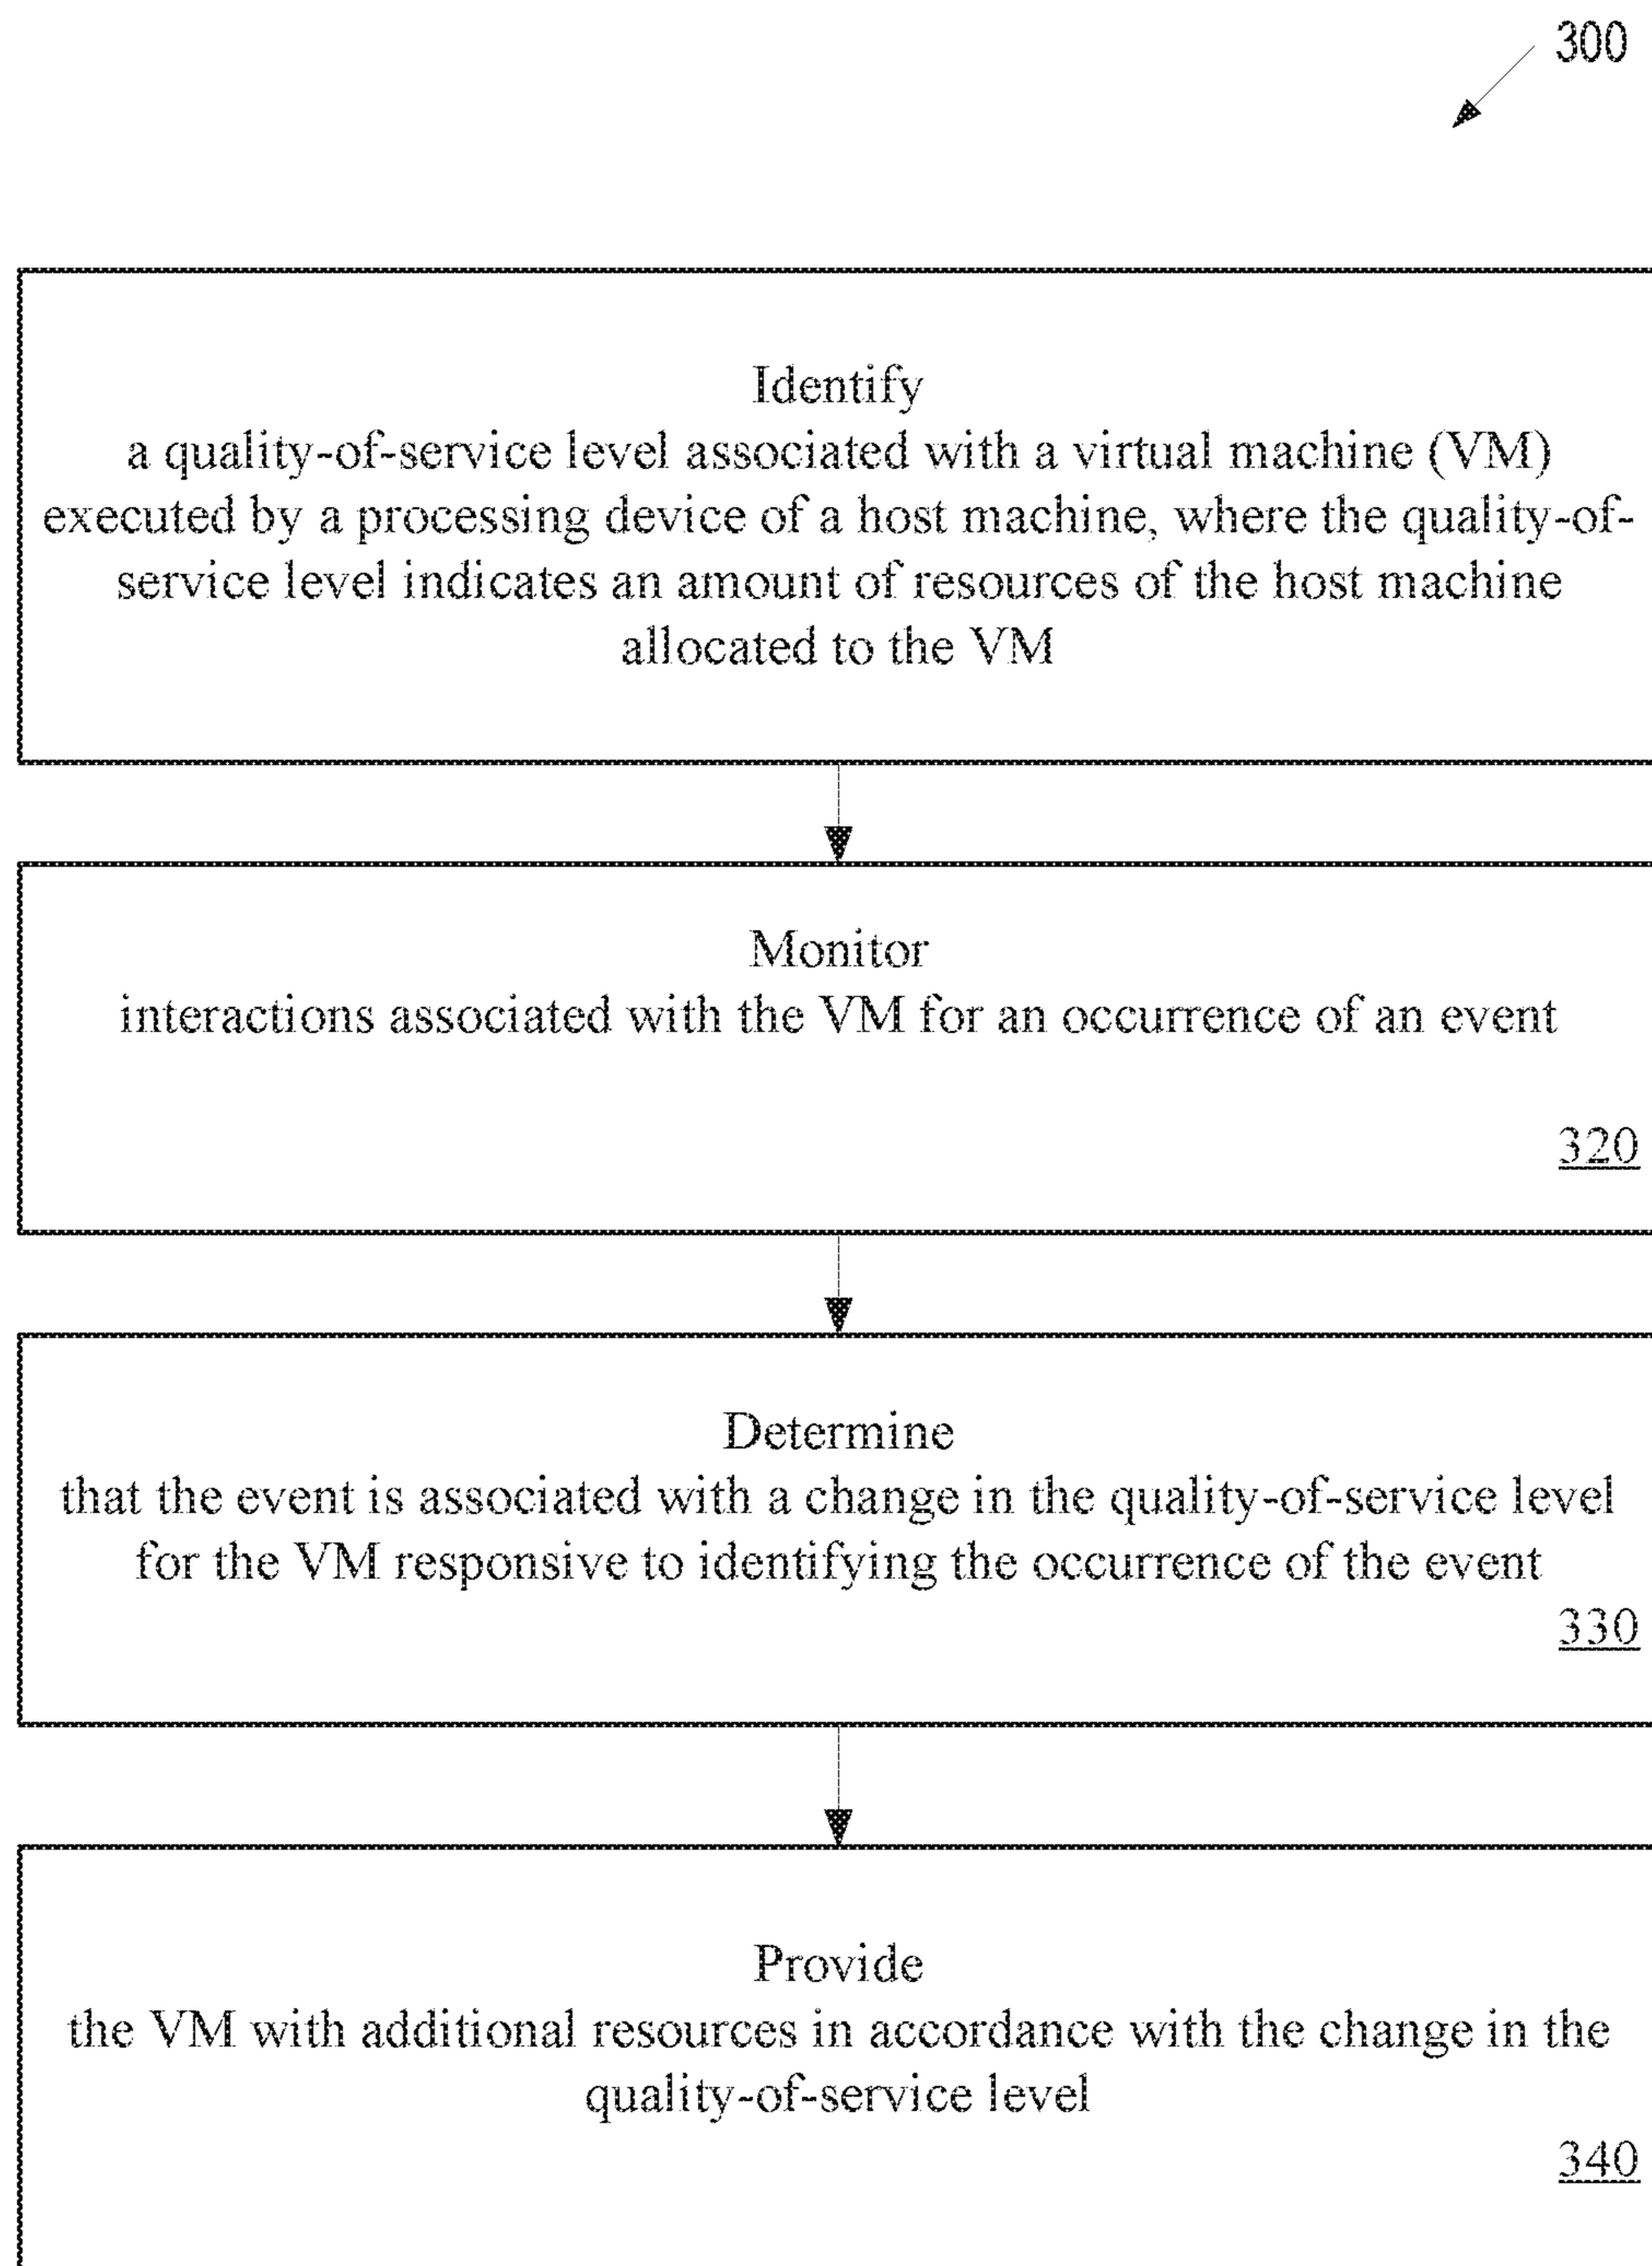 300
Identify
a quality-of-service level associated with a virtual machine (VM)
executed by a processing device of a host machine, where the quality-of-
service level indicates an amount of resources of the host machine
allocated to the VM
Monitor
interactions associated with the VM for an occurrence of an event
320
Determine
that the event is associated with a change in the quality-of-service level
for the VM responsive to identifying the occurrence of the event
330
Provide
the VM with additional resources in accordance with the change in the
quality-of-service level
340